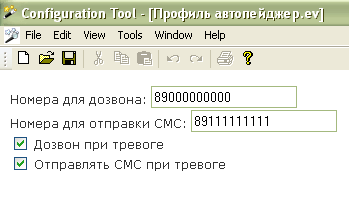 Configuration Tool - [Профиль автопейджер.ev]
File Edit View Tools Window Help
Номера для дозвона: 89000000000
Номера для отправки СМС: 89111111111
Дозвон при тревоге
Отправлять СМС при тревоге